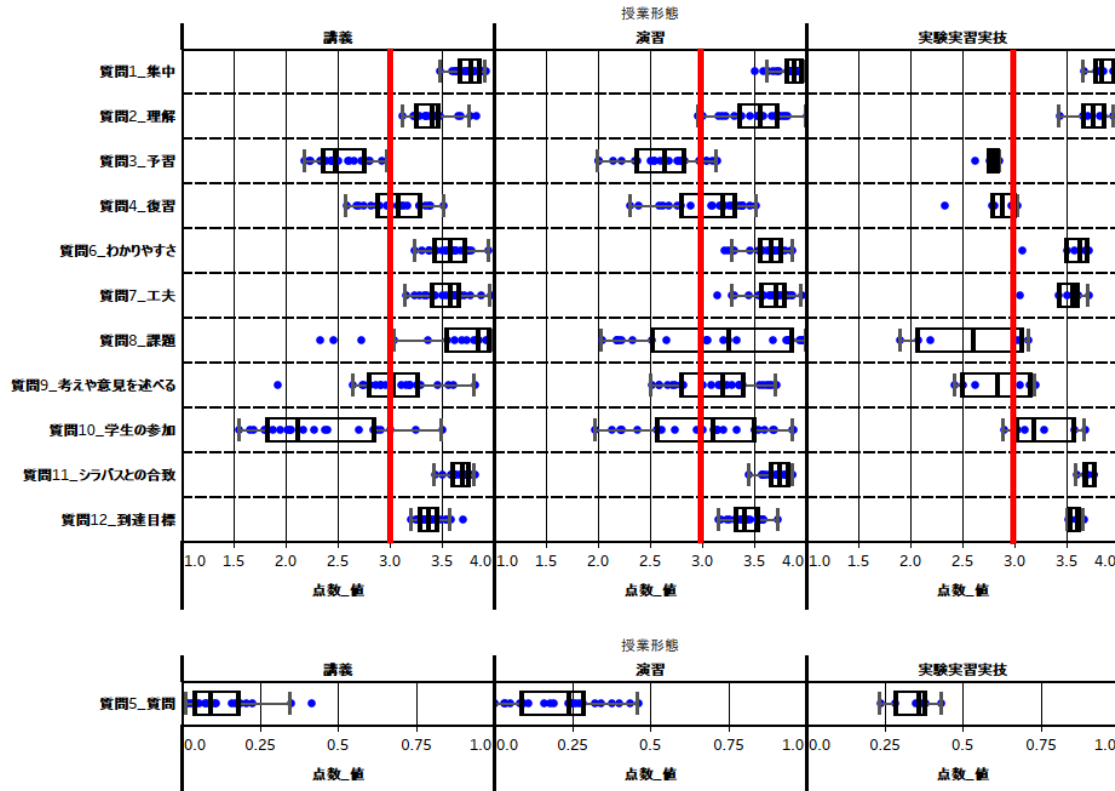 授業形態
講義 演習 実験実習実技
質問1_集中
質問2_理解
質問3_予習
質問4_復習
質問6_わかりやすさ
質問7_工夫
質問8_課題
質問9_考えや意見を述べる
質問10_学生の参加
質問11_シラバスとの合致
質問12_到達目標
1.0 1.5 2.0 2.5 3.0 3.5 4.0 1.0 1.5 2.0 2.5 3.0 3.5 4.0 1.0 1.5 2.0 2.5 3.0 3.5 4.0
点数_値 点数_値 点数_値
授業形態
講義 演習 実験実習実技
質問5_質問
0.0 0.25 0.5 0.75 1.0 0.0 0.25 0.5 0.75 1.0 0.0 0.25 0.5 0.75 1.0
点数_値 点数_値 点数_値